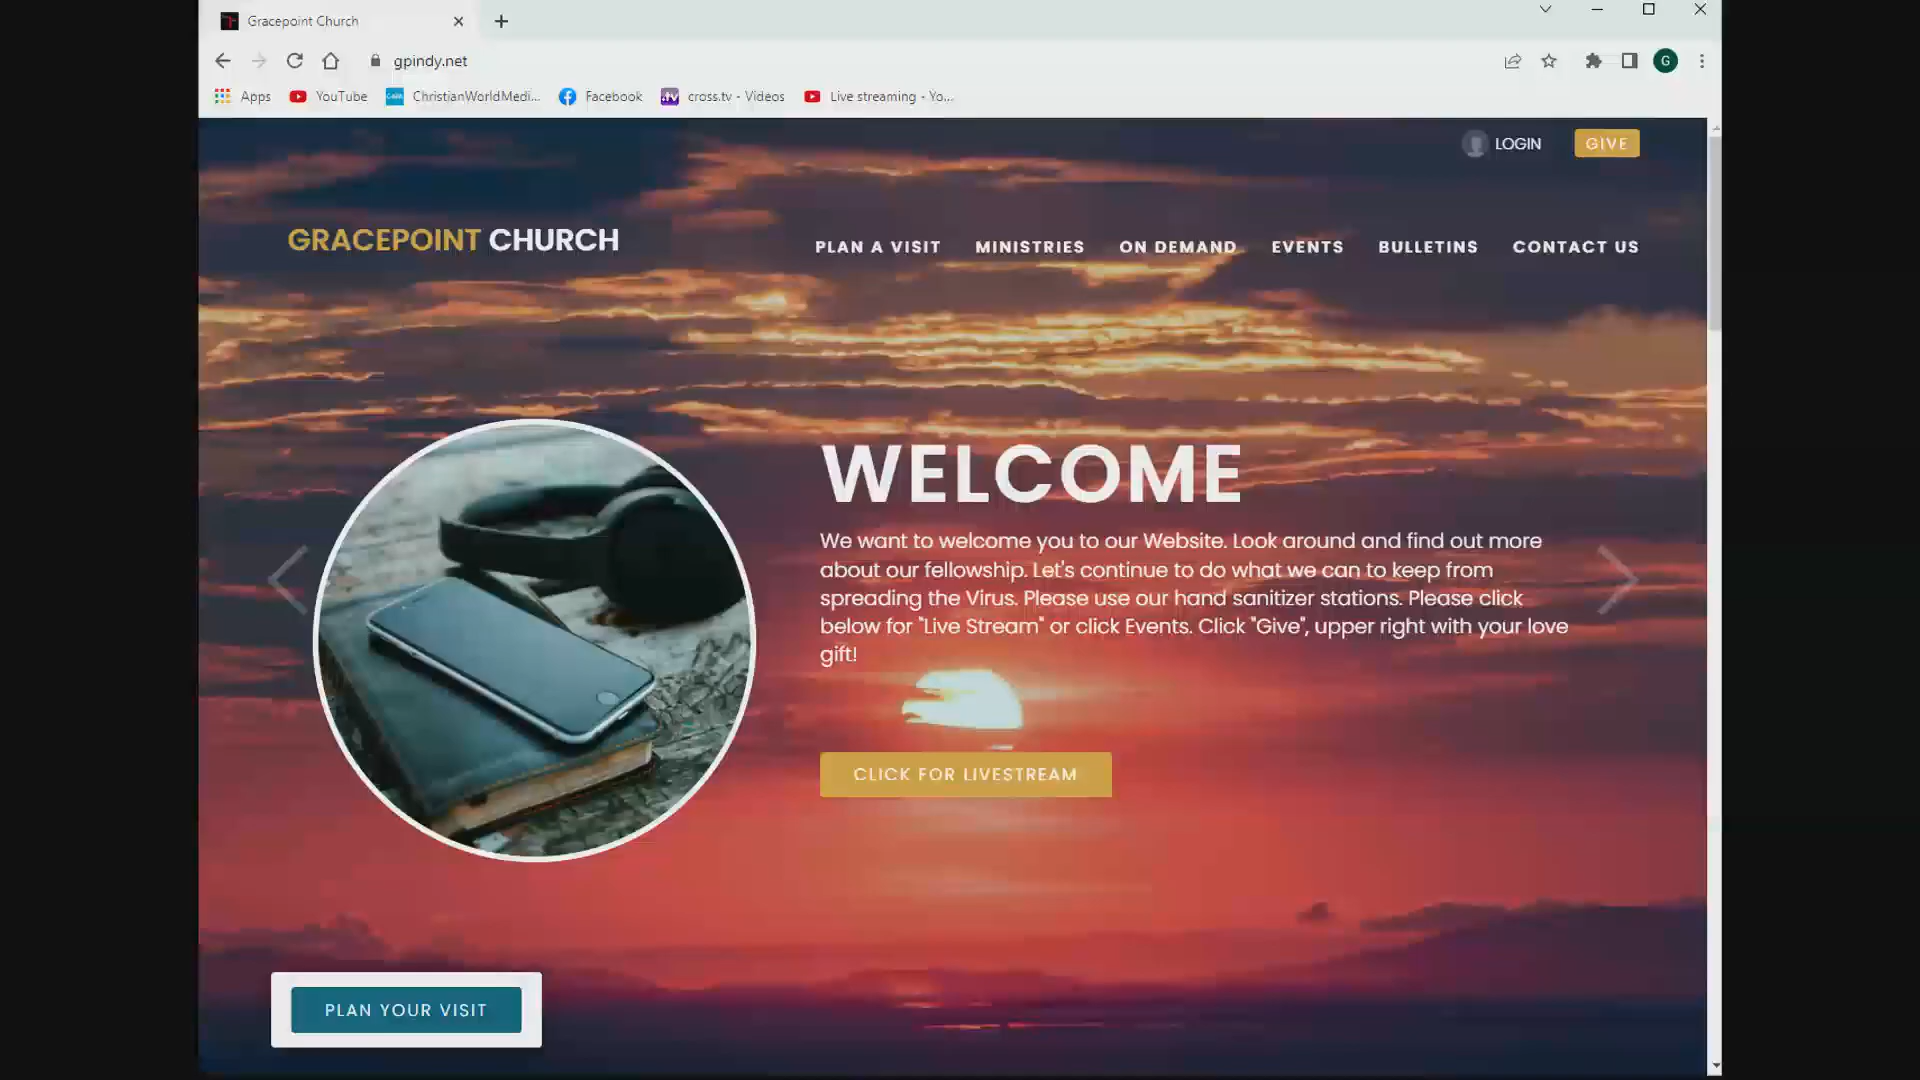 Gracepoint Church
gpindy.net
G
Apps YouTube ChristianWorldMedi... Facebook cross.tv - Videos Live streaming - Yo...
LOGIN GIVE
GRACEPOINT CHURCH
PLAN A VISIT MINISTRIES ON DEMAND EVENTS BULLETINS CONTACT US
WELCOME
We want to welcome you to our Website. Look around and find out more
about our fellowship. Let's continue to do what we can to keep from
spreading the Virus. Please use our hand sanitizer stations. Please click
below for "Live Stream" or click Events. Click "Give", upper right with your love
gift!
CLICK FOR LIVESTREAM
PLAN YOUR VISIT